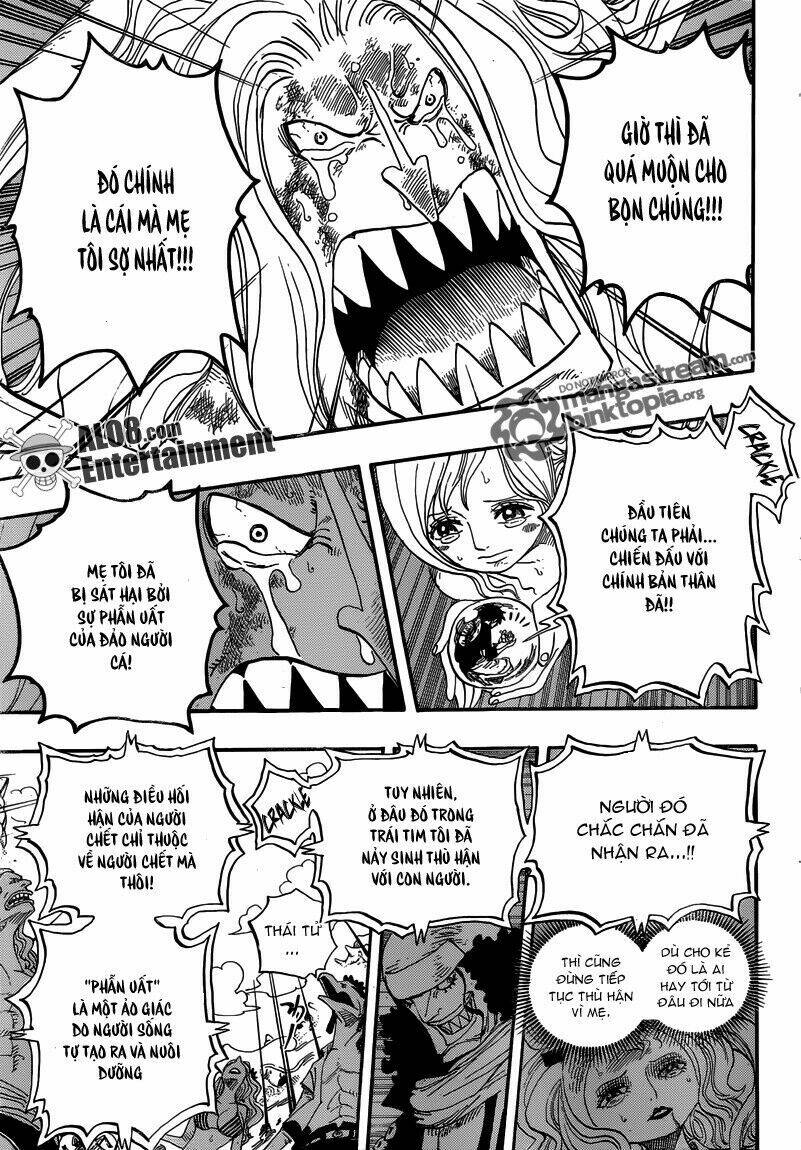 GIỜ THÌ ĐÃ
QUÁ MUỘN CHO
BỌN CHÚNG!!!
ĐÓ CHÍNH
LÀ CÁI MÀ MẸ
TÔI SỢ NHẤT!!!
DO NOT MIRROR
mangastream.com
binktopia.org
AL08.com
Entertainment
CRACKLE
ĐẦU TIÊN
CHÚNG TA PHẢI...
CHIẾN ĐẤU VỚI
CHÍNH BẢN THÂN
ĐÃ!!
MẸ TÔI ĐÃ
BỊ SÁT HẠI BỞI
SỰ PHẪN UẤT
CỦA ĐẢO NGƯỜI
CÁ!
NGƯỜI ĐÓ
CHẮC CHẮN ĐÃ
NHẬN RA...!!
DÙ CHO KẺ
ĐÓ LÀ AI
HAY TỚI TỪ
ĐÂU ĐI NỮA
THÌ CŨNG
ĐỪNG TIẾP
TỤC THÙ HẬN
VÌ MẸ.
TUY NHIÊN,
Ở ĐÂU ĐÓ TRONG
TRÁI TIM TÔI ĐÃ
NẢY SINH THÙ HẬN
VỚI CON NGƯỜI.
CRACKLE
THÁI TỬ
...
NHỮNG ĐIỀU HỐI
HẬN CỦA NGƯỜI
CHẾT CHỈ THUỘC
VỀ NGƯỜI CHẾT MÀ
THÔI!
"PHẪN UẤT"
LÀ MỘT ẢO GIÁC
DO NGƯỜI SỐNG
TỰ TẠO RA VÀ NUÔI
DƯỠNG